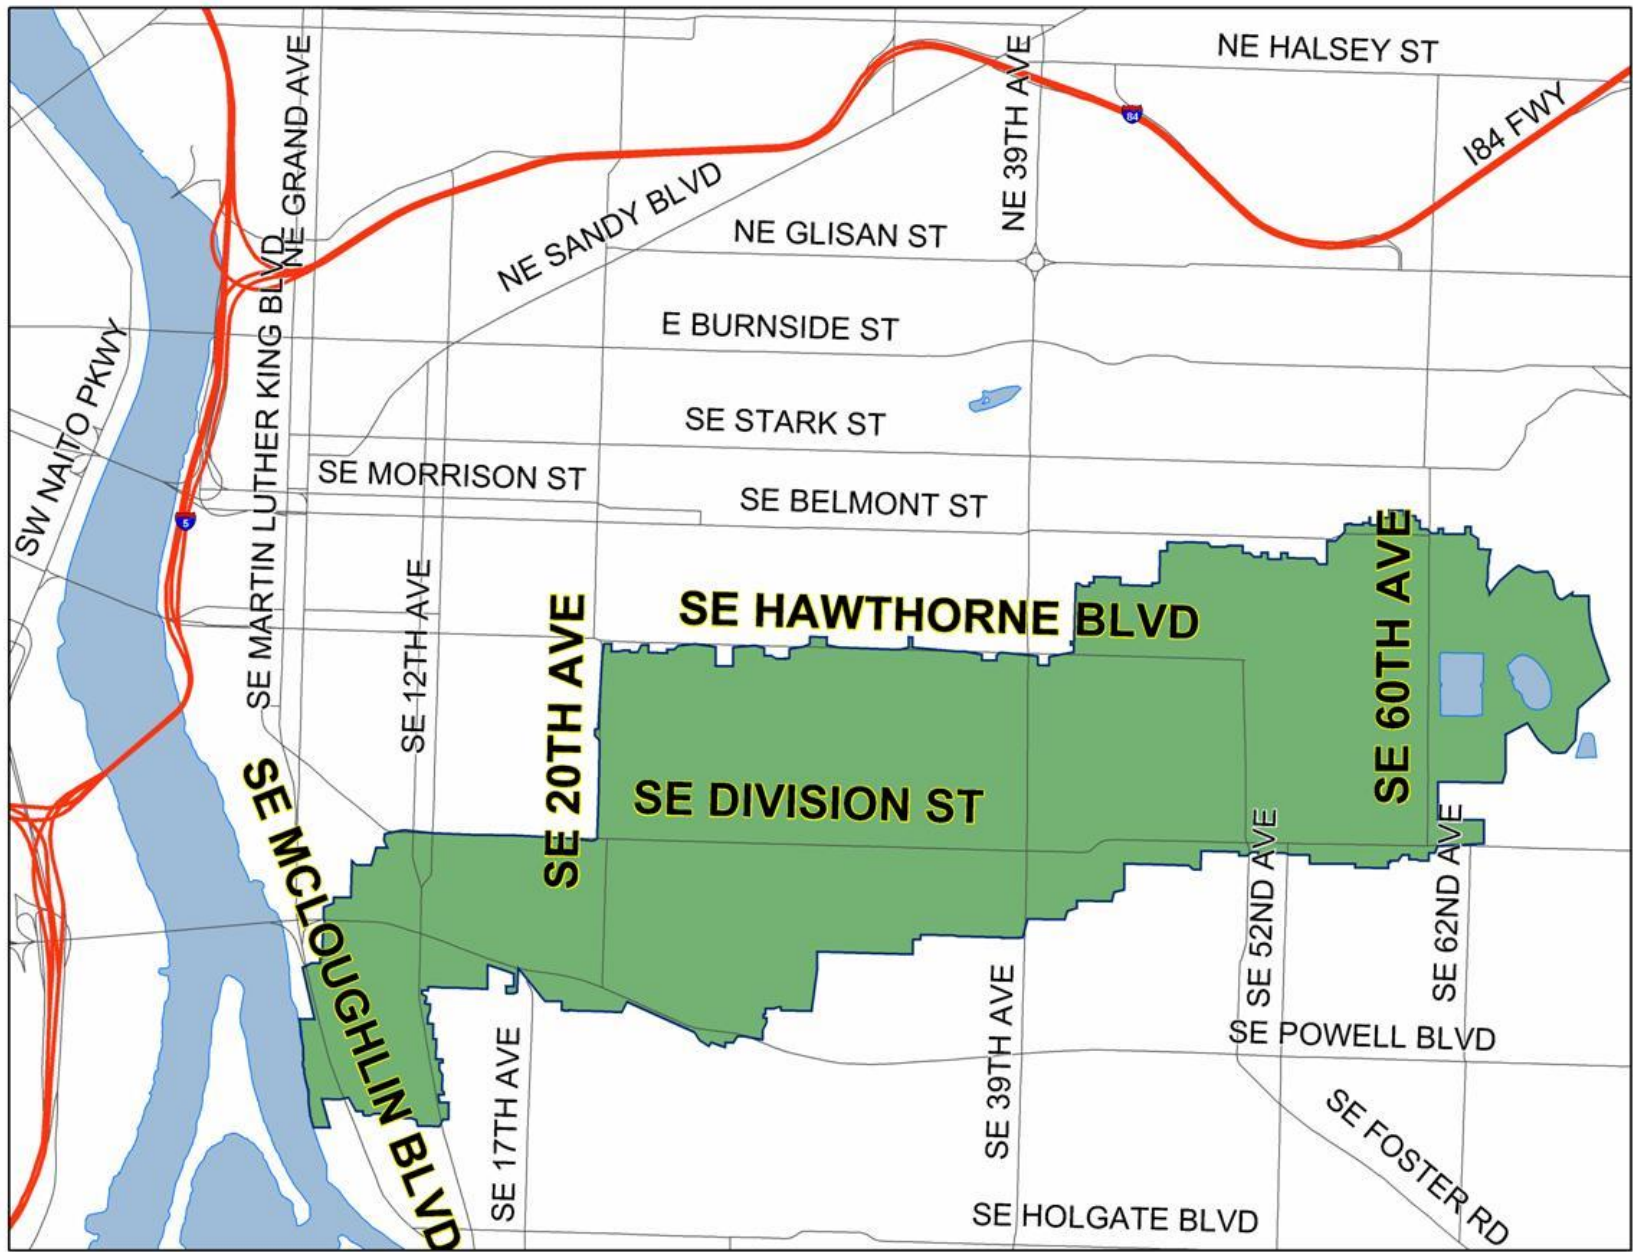 NE HALSEY ST
NE GRAND AVE
NE 39TH AVE
84
I84 FWY
NE SANDY BLVD
NE GLISAN ST
E BURNSIDE ST
SW NAITO PKWY
SE MARTIN LUTHER KING BLVD
SE STARK ST
SE MORRISON ST
SE BELMONT ST
5
SE 12TH AVE
SE 20TH AVE
SE HAWTHORNE BLVD
SE 60TH AVE
SE DIVISION ST
SE MCLOUGHLIN BLVD
SE 52ND AVE
SE 62ND AVE
SE 17TH AVE
SE 39TH AVE
SE POWELL BLVD
SE FOSTER RD
SE HOLGATE BLVD